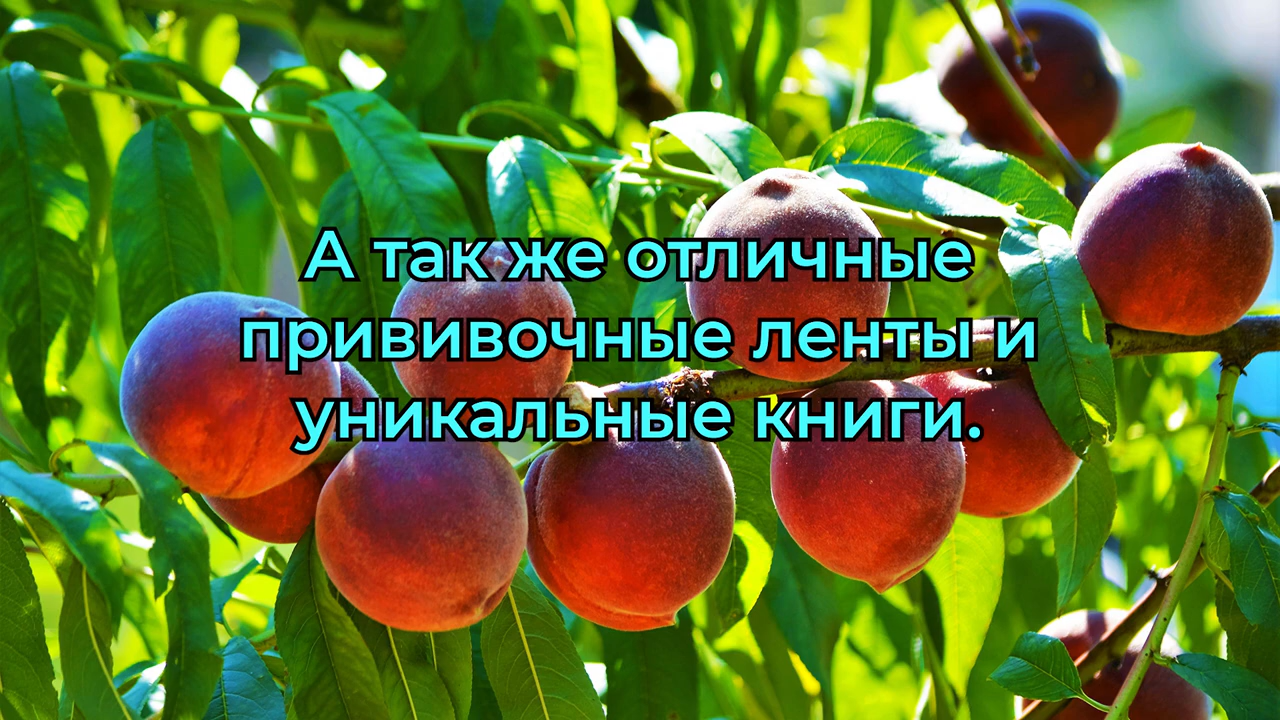 А так же отличные
прививочные ленты и
уникальные книги.